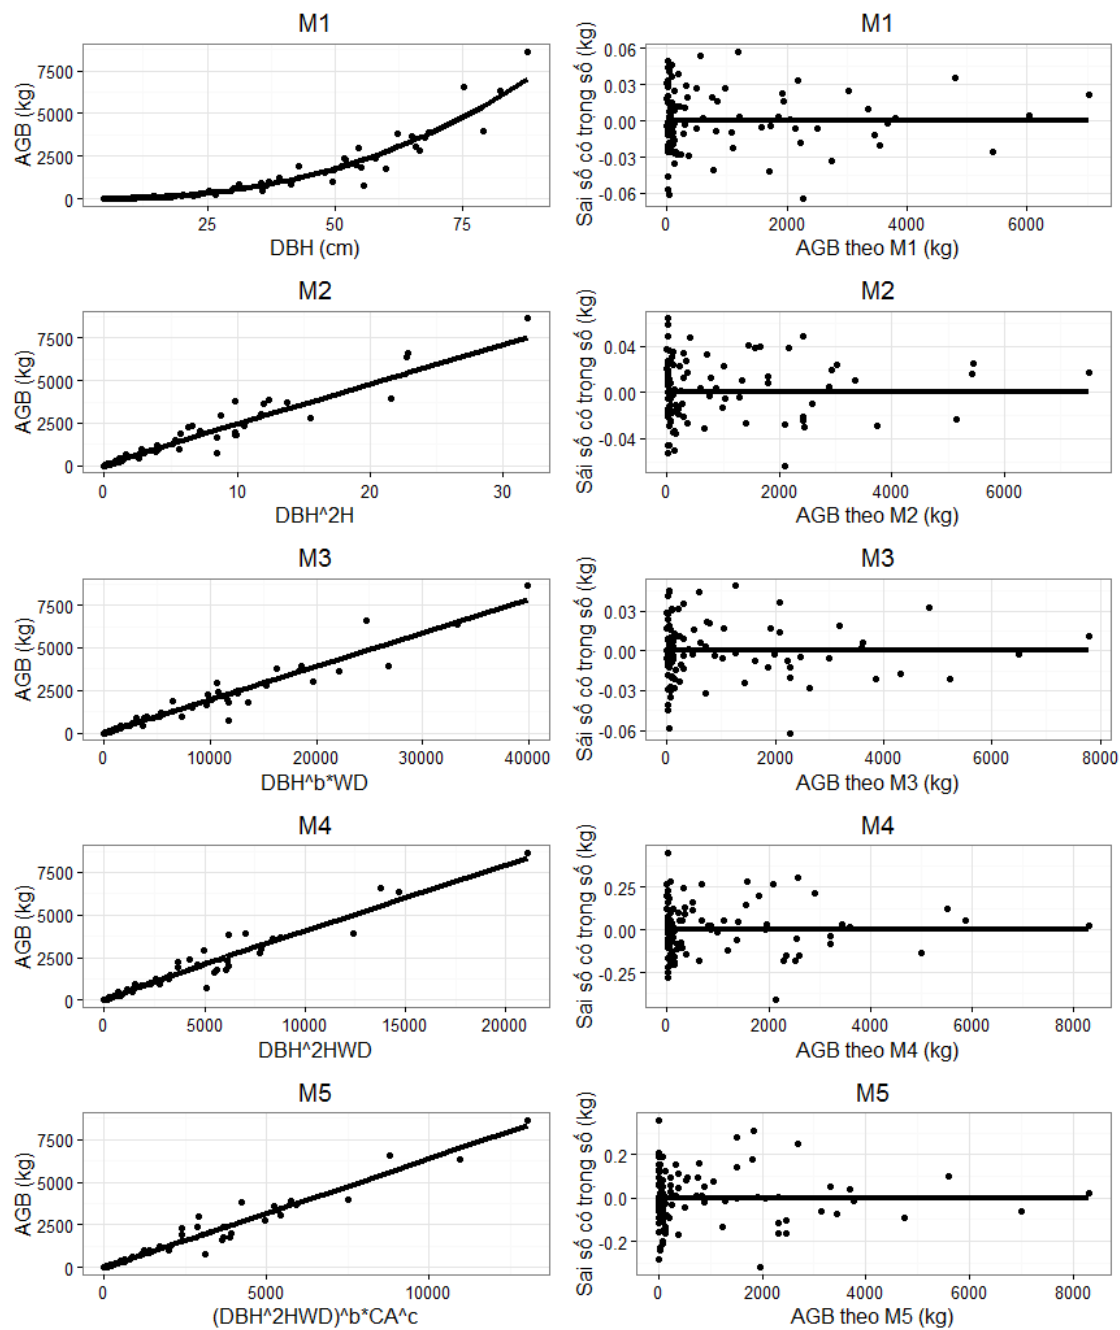 M1
AGB (kg)
7500
5000
2500
0
25
50
75
DBH (cm)
M1
Sái số có trọng số (kg)
0.06
0.03
0.00
-0.03
-0.06
0
2000
4000
6000
AGB theo M1 (kg)
M2
AGB (kg)
7500
5000
2500
0
0
10
20
30
DBH^2H
M2
Sái số có trọng số (kg)
0.04
0.00
-0.04
0
2000
4000
6000
AGB theo M2 (kg)
M3
AGB (kg)
7500
5000
2500
0
0
10000
20000
30000
40000
DBH^b*WD
M3
Sái số có trọng số (kg)
0.03
0.00
-0.03
-0.06
0
2000
4000
6000
8000
AGB theo M3 (kg)
M4
AGB (kg)
7500
5000
2500
0
0
5000
10000
15000
20000
DBH^2HWD
M4
Sai số có trọng số (kg)
0.25
0.00
-0.25
0
2000
4000
6000
8000
AGB theo M4 (kg)
M5
AGB (kg)
7500
5000
2500
0
0
5000
10000
(DBH^2HWD)^b*CA^c
M5
Sai số có trọng số (kg)
0.2
0.0
-0.2
0
2000
4000
6000
8000
AGB theo M5 (kg)